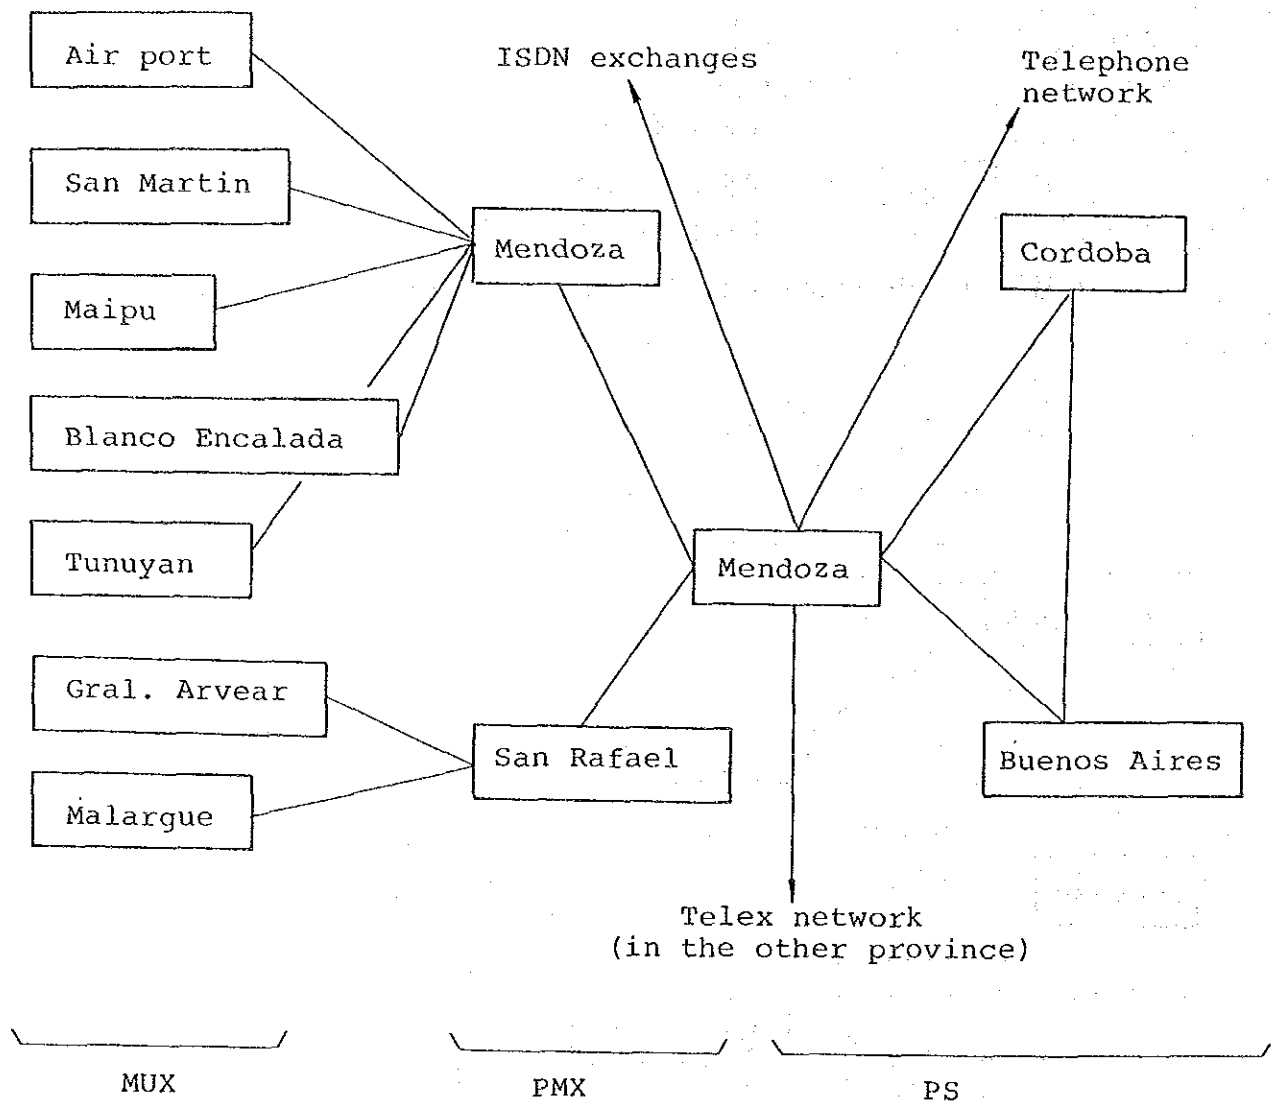 Air port
ISDN exchanges
Telephone
network
San Martin
Mendoza
Cordoba
Maipu
Blanco Encalada
Tunuyan
Mendoza
Gral. Arvear
San Rafael
Buenos Aires
Malargue
Telex network
(in the other province)
MUX
PMX
PS